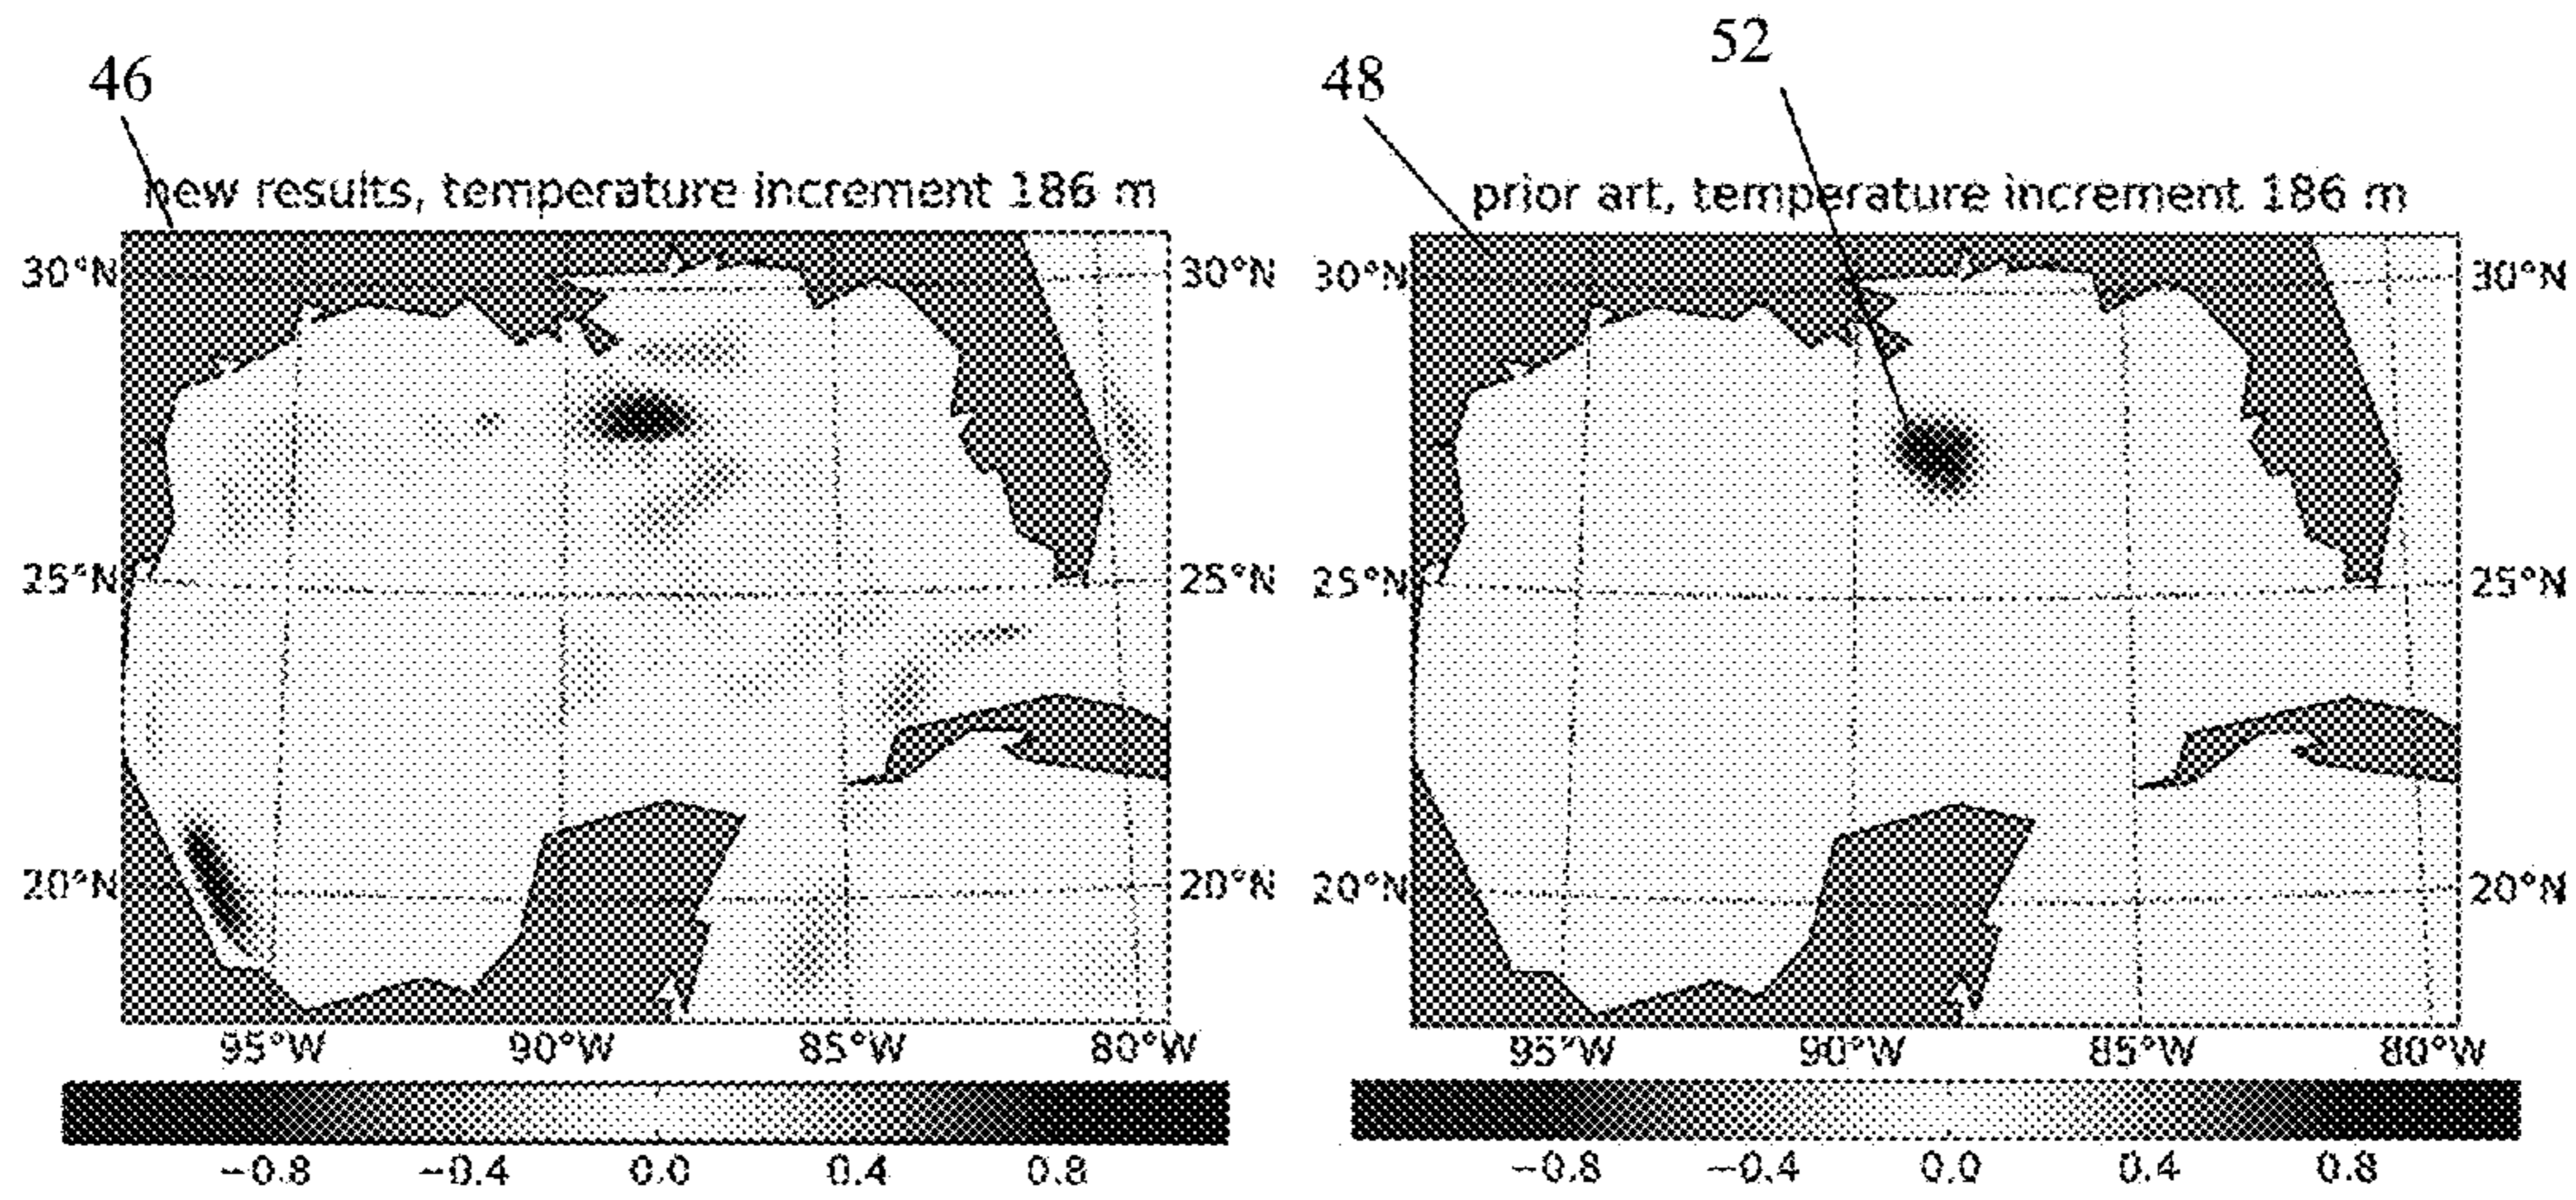 46
48
52
new results, temperature increment 186 m
prior art, temperature increment 186 m
30°N
30°N
30°N
30°N
25°N
25°N
25°N
25°N
20°N
20°N
20°N
20°N
95°W 90°W 85°W 80°W
95°W 90°W 85°W 80°W
−0.8 −0.4 0.0 0.4 0.8
−0.8 −0.4 0.0 0.4 0.8